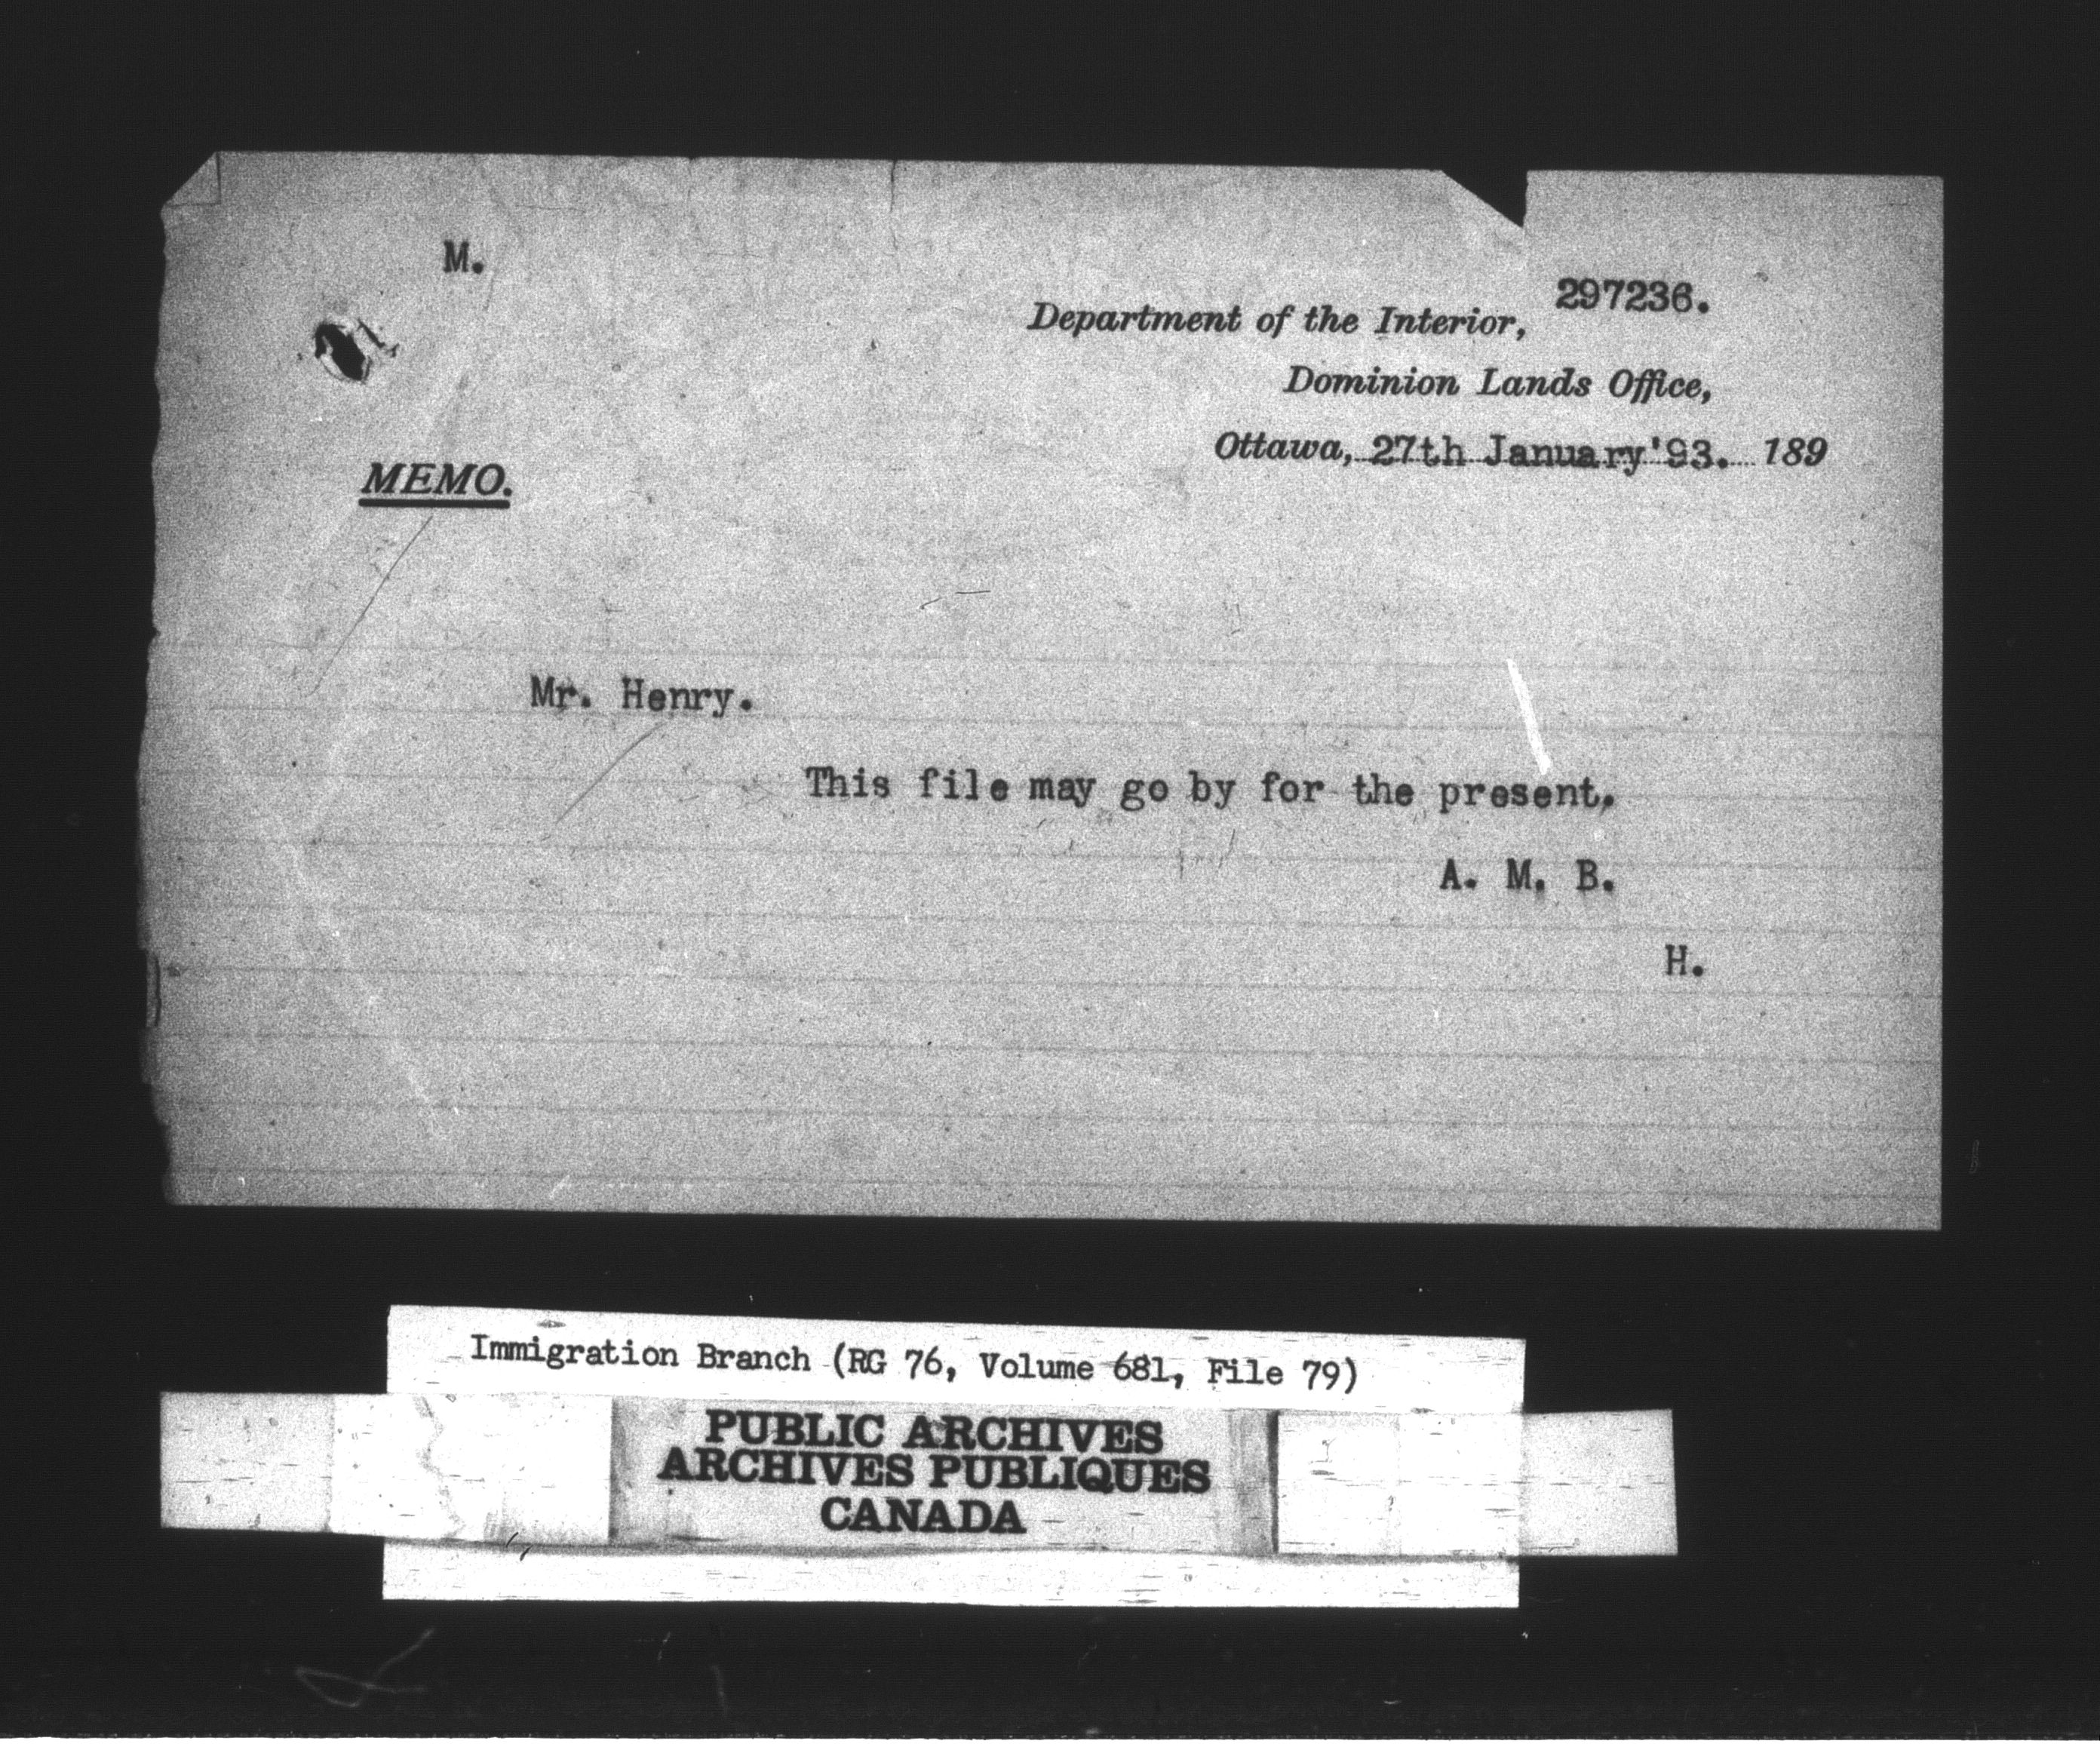 M.
297236.
Department of the Interior,
Dominion Lands Office,
Ottawa, 27th January'93. 189
MEMO.
Mr. Henry.
This file may go by for the present.
A. M. B.
H.
Immigration Branch (RG 76, Volume 681, File 79)
PUBLIC ARCHIVES
ARCHIVES PUBLIQUES
CANADA